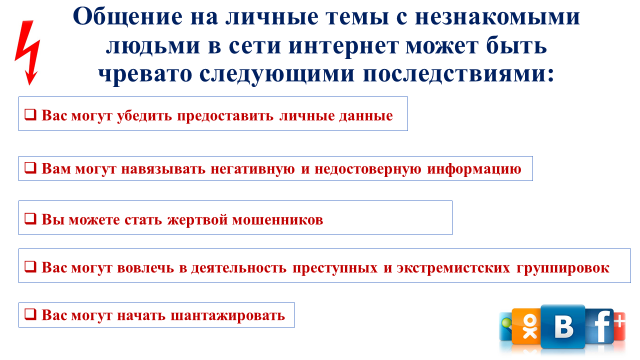 Общение на личные темы с незнакомыми
людьми в сети интернет может быть
чревато следующими последствиями:
Вас могут убедить предоставить личные данные
Вам могут навязывать негативную и недостоверную информацию
Вы можете стать жертвой мошенников
Вас могут вовлечь в деятельность преступных и экстремистских группировок
Вас могут начать шантажировать